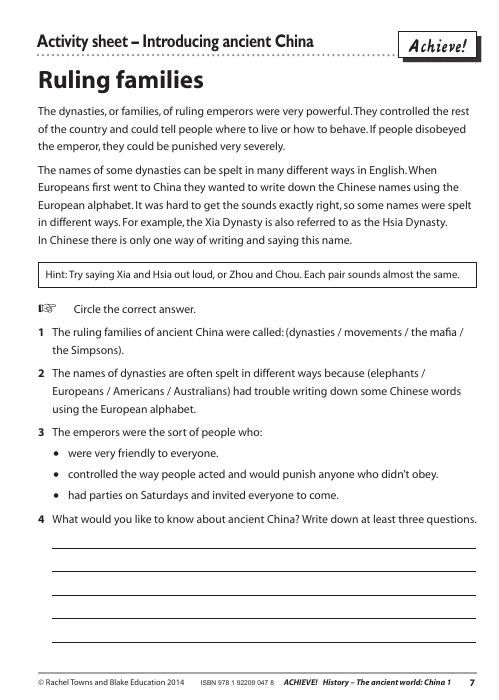 Activity sheet – Introducing ancient China
Achieve!
Ruling families
The dynasties, or families, of ruling emperors were very powerful. They controlled the rest
of the country and could tell people where to live or how to behave. If people disobeyed
the emperor, they could be punished very severely.
The names of some dynasties can be spelt in many different ways in English. When
Europeans first went to China they wanted to write down the Chinese names using the
European alphabet. It was hard to get the sounds exactly right, so some names were spelt
in different ways. For example, the Xia Dynasty is also referred to as the Hsia Dynasty.
In Chinese there is only one way of writing and saying this name.
Hint: Try saying Xia and Hsia out loud, or Zhou and Chou. Each pair sounds almost the same.
Circle the correct answer.
1 The ruling families of ancient China were called: (dynasties / movements / the mafia /
the Simpsons).
2 The names of dynasties are often spelt in different ways because (elephants /
Europeans / Americans / Australians) had trouble writing down some Chinese words
using the European alphabet.
3 The emperors were the sort of people who:
• were very friendly to everyone.
• controlled the way people acted and would punish anyone who didn't obey.
• had parties on Saturdays and invited everyone to come.
4 What would you like to know about ancient China? Write down at least three questions.
© Rachel Towns and Blake Education 2014 ISBN 978 1 92209 047 8 ACHIEVE! History – The ancient world: China 1 7